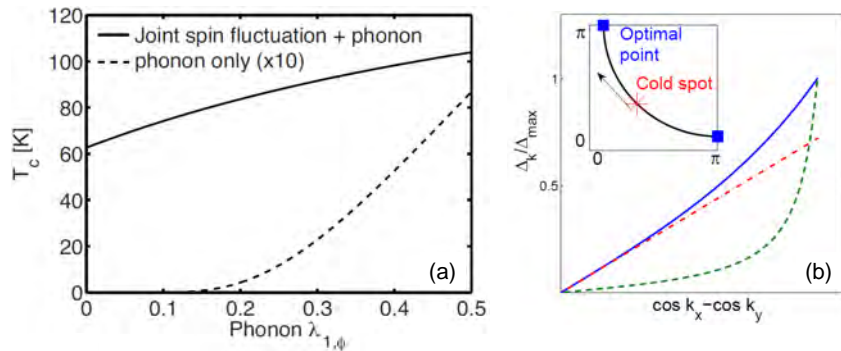 120
100
80
60
40
20
0
T_c [K]
Joint spin fluctuation + phonon
phonon only (x10)
(a)
0 0.1 0.2 0.3 0.4 0.5
Phonon λ_{1,ϕ}
π
Optimal
point
Cold spot
0
0 π
1
0.5
Δ_k/Δ_max
(b)
cos k_x−cos k_y